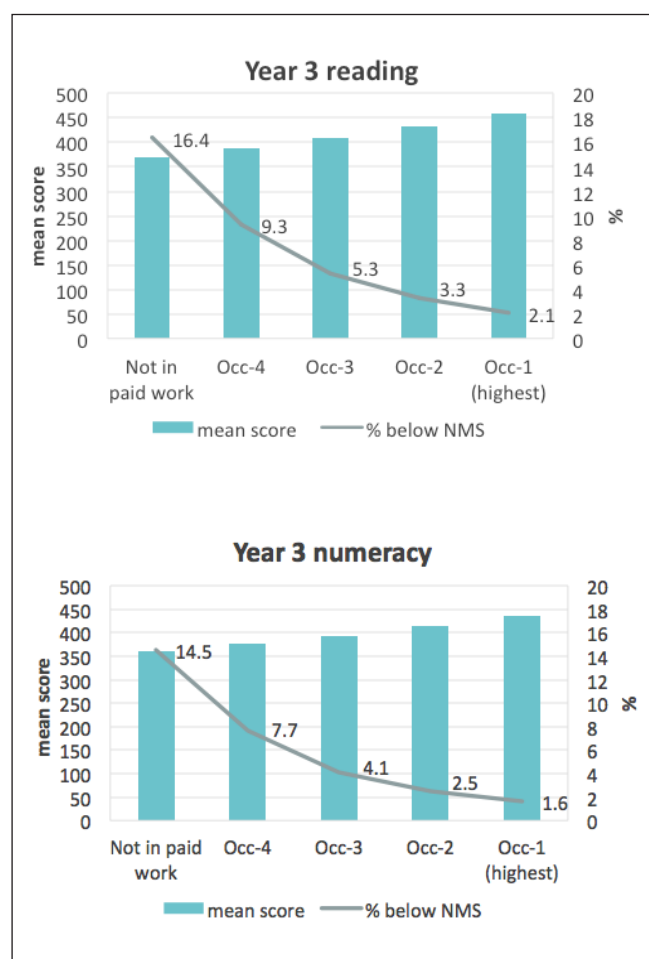 Year 3 reading
500
450
400
350
300
250
200
150
100
50
0
mean score
20
18
16
14
12
10
8
6
4
2
0
%
16.4
9.3
5.3
3.3
2.1
Not in
paid work
Occ-4
Occ-3
Occ-2
Occ-1
(highest)
mean score
% below NMS
Year 3 numeracy
500
450
400
350
300
250
200
150
100
50
0
mean score
20
18
16
14
12
10
8
6
4
2
0
%
14.5
7.7
4.1
2.5
1.6
Not in paid
work
Occ-4
Occ-3
Occ-2
Occ-1
(highest)
mean score
% below NMS